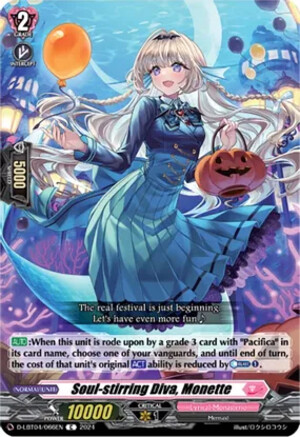 2
GRADE
INTERCEPT
5000
SHIELD
The real festival is just beginning.
Let's have even more fun♪
AUTO:When this unit is rode upon by a grade 3 card with "Pacifica" in
its card name, choose one of your vanguards, and until end of turn,
the cost of that unit's original ACT ability is reduced by
NORMAL UNIT
Soul-stirring Diva, Monette
Lyrical Monasterio
POWER 10000
CRITICAL
1
Mermaid
D-LBT04/066EN C 2024